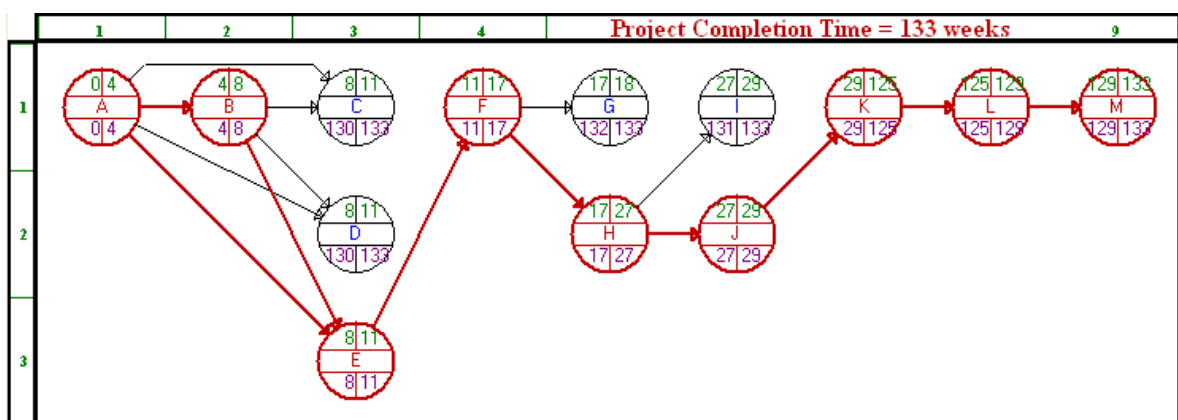 1 2 3 4 Project Completion Time = 133 weeks 9
1
0 4 4 8 8 11 11 17 17 18 27 29 29 125 125 129 129 133
A B C F G I K L M
0 4 4 8 130 133 11 17 132 133 131 133 29 125 125 129 129 133
2
8 11 17 27 27 29
D H J
130 133 17 27 27 29
3
8 11
E
8 11